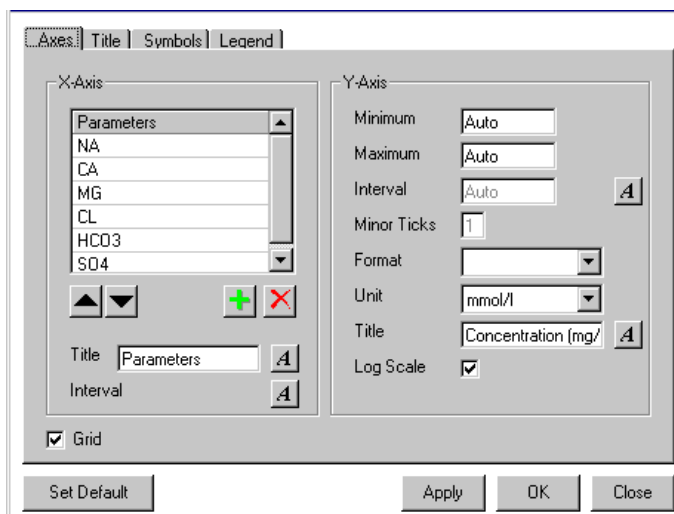 Axes Title Symbols Legend
X-Axis
Parameters
NA
CA
MG
CL
HCO3
SO4
Title Parameters A
Interval A
Y-Axis
Minimum Auto
Maximum Auto
Interval Auto A
Minor Ticks 1
Format
Unit mmol/l
Title Concentration (mg/ A
Log Scale
Grid
Set Default Apply OK Close